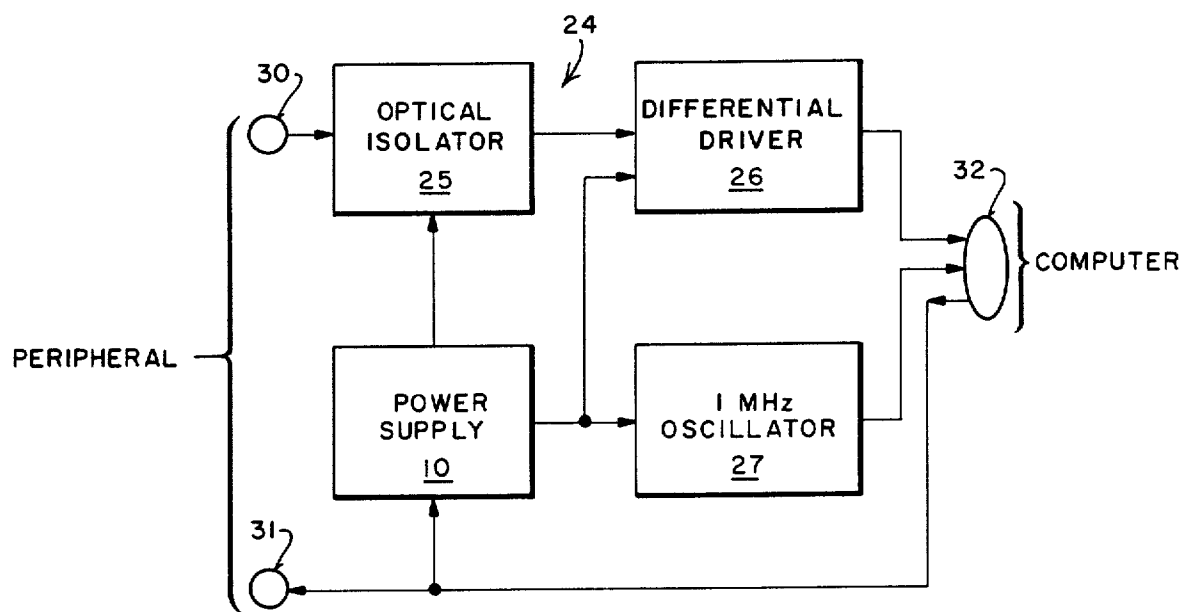 24
30
OPTICAL
ISOLATOR
25
DIFFERENTIAL
DRIVER
26
32
COMPUTER
PERIPHERAL
POWER
SUPPLY
10
1 MHz
OSCILLATOR
27
31